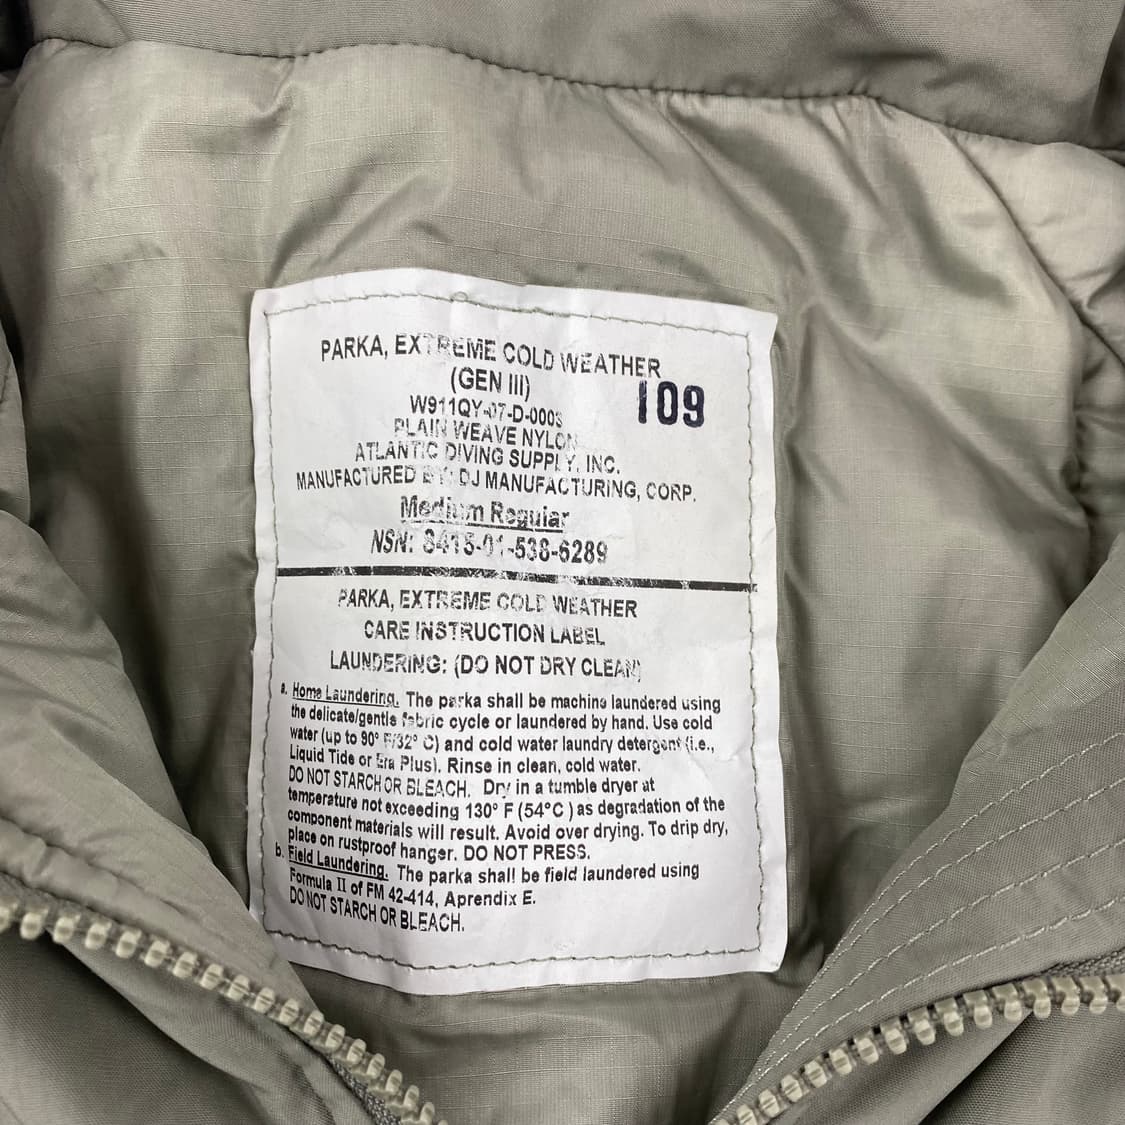 PARKA, EXTREME COLD WEATHER
(GEN III)
109
W911QY-07-D-0003
PLAIN WEAVE NYLON
ATLANTIC DIVING SUPPLY, INC.
MANUFACTURED BY: DJ MANUFACTURING, CORP.
Medium Regular
NSN: 8415-01-538-6289
PARKA, EXTREME COLD WEATHER
CARE INSTRUCTION LABEL
LAUNDERING: (DO NOT DRY CLEAN)
a. Home Laundering. The parka shall be machine laundered using
the delicate/gentle fabric cycle or laundered by hand. Use cold
water (up to 90° F/32° C) and cold water laundry detergent (i.e.,
Liquid Tide or Era Plus). Rinse in clean, cold water.
DO NOT STARCH OR BLEACH. Dry in a tumble dryer at
temperature not exceeding 130° F (54°C ) as degradation of the
component materials will result. Avoid over drying. To drip dry,
place on rustproof hanger. DO NOT PRESS.
b. Field Laundering. The parka shall be field laundered using
Formula II of FM 42-414, Aprendix E.
DO NOT STARCH OR BLEACH.